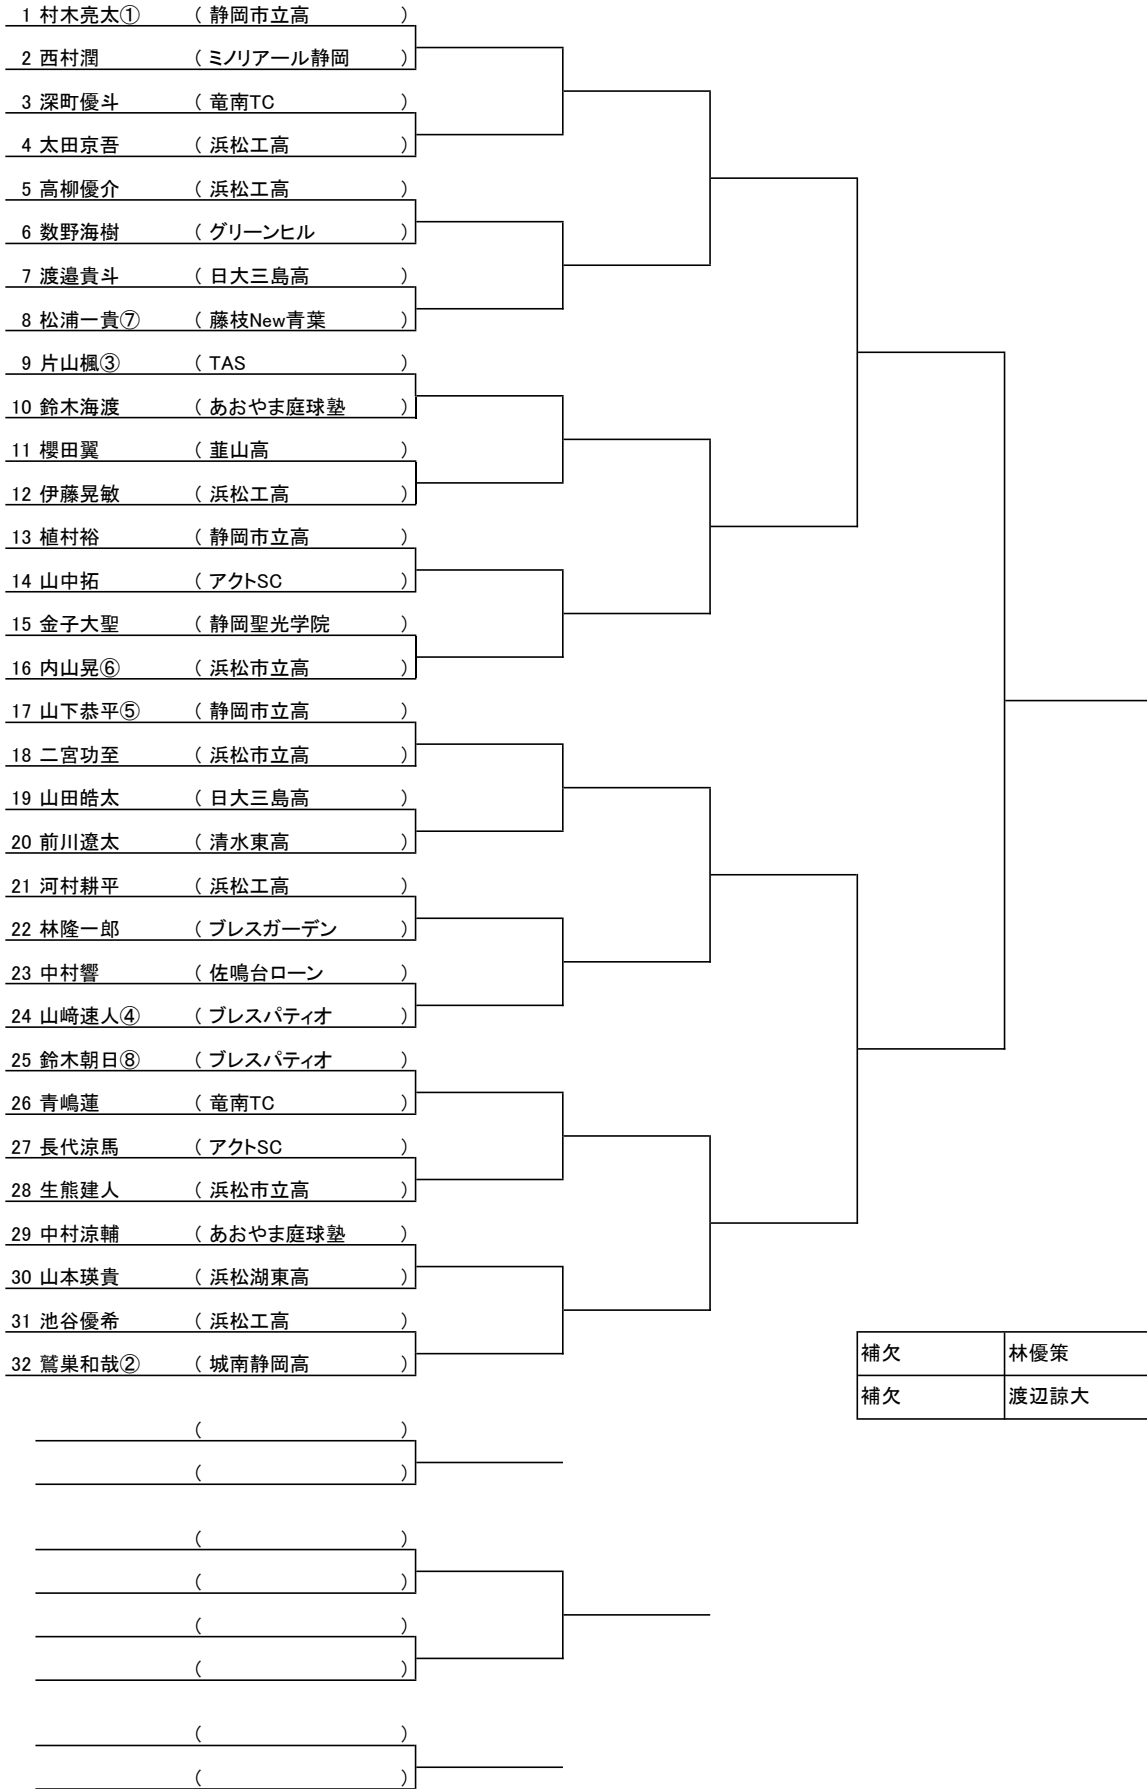 1 村木亮太① ( 静岡市立高 )
2 西村潤 ( ミノリアール静岡 )
3 深町優斗 ( 竜南TC )
4 太田京吾 ( 浜松工高 )
5 高柳優介 ( 浜松工高 )
6 数野海樹 ( グリーンヒル )
7 渡邉貴斗 ( 日大三島高 )
8 松浦一貴⑦ ( 藤枝New青葉 )
9 片山楓③ ( TAS )
10 鈴木海渡 ( あおやま庭球塾 )
11 櫻田翼 ( 韮山高 )
12 伊藤晃敏 ( 浜松工高 )
13 植村裕 ( 静岡市立高 )
14 山中拓 ( アクトSC )
15 金子大聖 ( 静岡聖光学院 )
16 内山晃⑥ ( 浜松市立高 )
17 山下恭平⑤ ( 静岡市立高 )
18 二宮功至 ( 浜松市立高 )
19 山田皓太 ( 日大三島高 )
20 前川遼太 ( 清水東高 )
21 河村耕平 ( 浜松工高 )
22 林隆一郎 ( ブレスガーデン )
23 中村響 ( 佐鳴台ローン )
24 山﨑速人④ ( ブレスパティオ )
25 鈴木朝日⑧ ( ブレスパティオ )
26 青嶋蓮 ( 竜南TC )
27 長代涼馬 ( アクトSC )
28 生熊建人 ( 浜松市立高 )
29 中村涼輔 ( あおやま庭球塾 )
30 山本瑛貴 ( 浜松湖東高 )
31 池谷優希 ( 浜松工高 )
32 鷲巣和哉② ( 城南静岡高 )
補欠 林優策
補欠 渡辺諒大
( )
( )
( )
( )
( )
( )
( )
( )